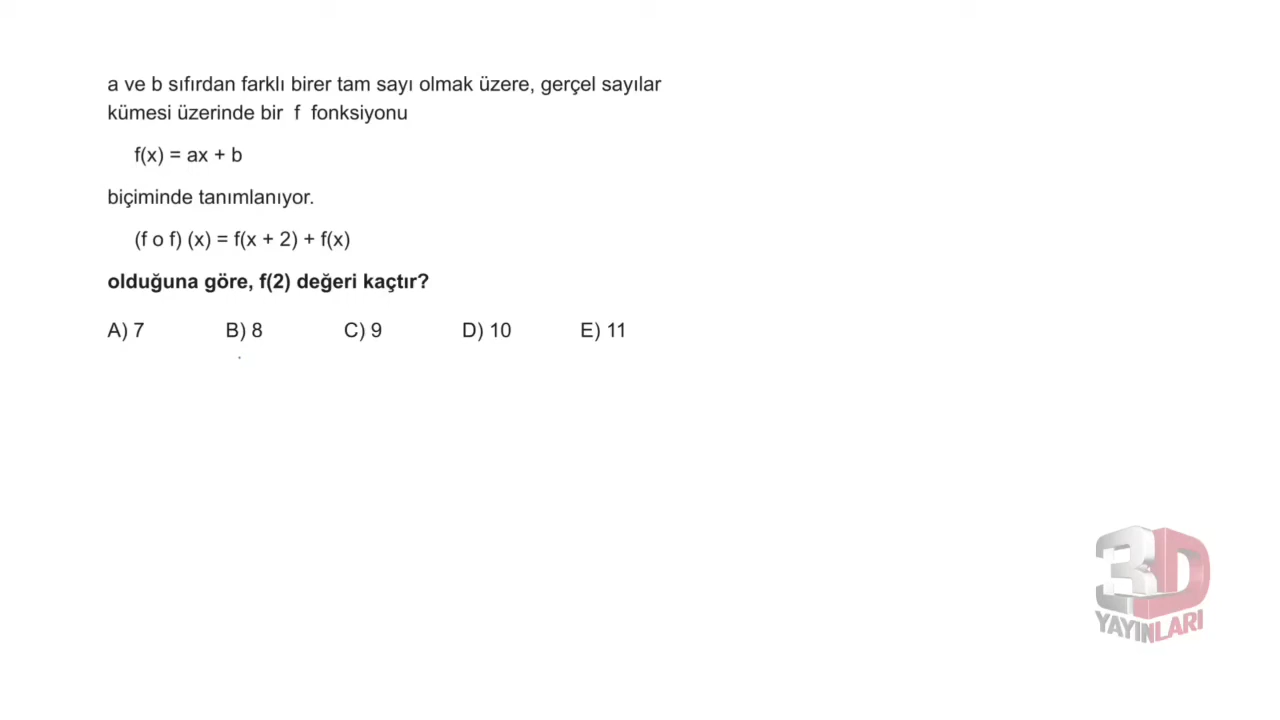 a ve b sıfırdan farklı birer tam sayı olmak üzere, gerçel sayılar
kümesi üzerinde bir f fonksiyonu
f(x) = ax + b
biçiminde tanımlanıyor.
(f o f) (x) = f(x + 2) + f(x)
olduğuna göre, f(2) değeri kaçtır?
A) 7 B) 8 C) 9 D) 10 E) 11
3D
YAYINLARI